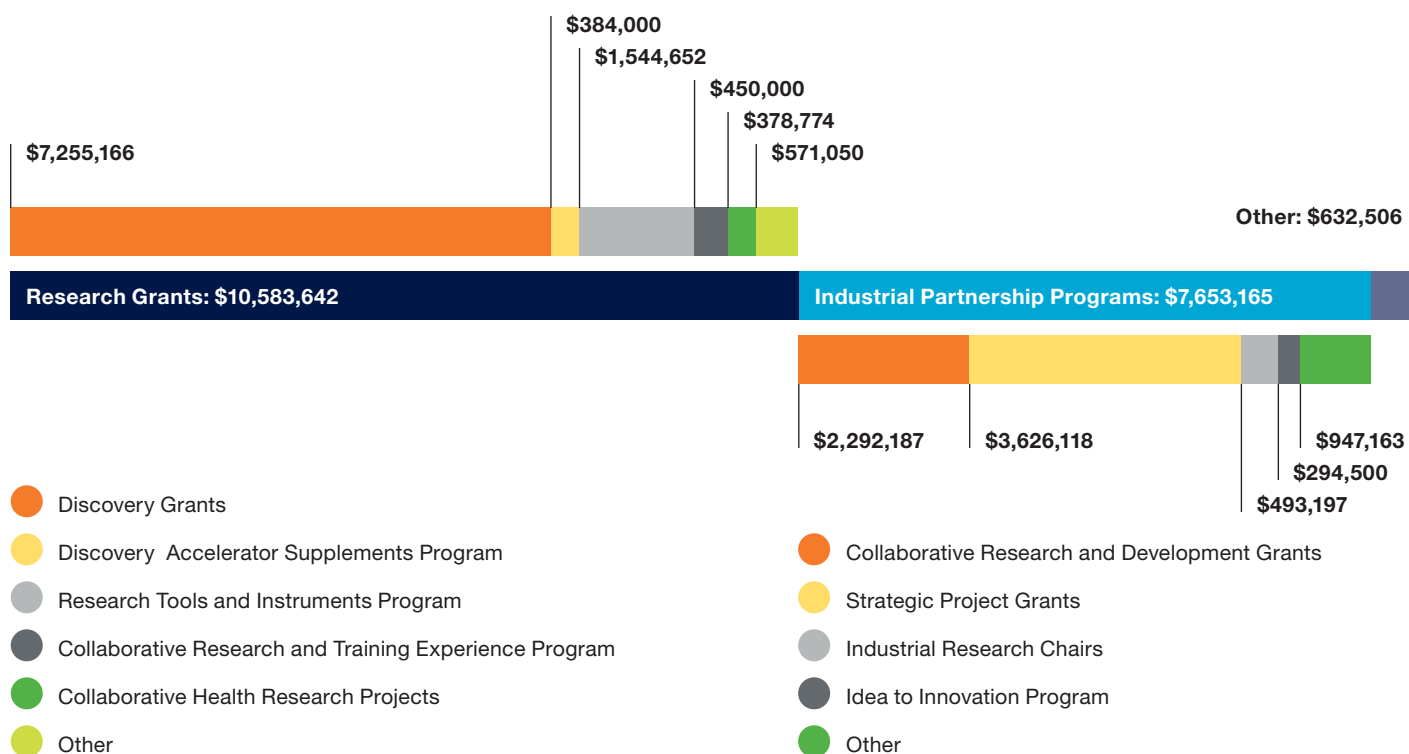 $384,000
$1,544,652
$450,000
$378,774
$7,255,166
$571,050
Other: $632,506
Research Grants: $10,583,642
Industrial Partnership Programs: $7,653,165
$2,292,187
$3,626,118
$947,163
$294,500
$493,197
Discovery Grants
Discovery Accelerator Supplements Program
Research Tools and Instruments Program
Collaborative Research and Training Experience Program
Collaborative Health Research Projects
Other
Collaborative Research and Development Grants
Strategic Project Grants
Industrial Research Chairs
Idea to Innovation Program
Other